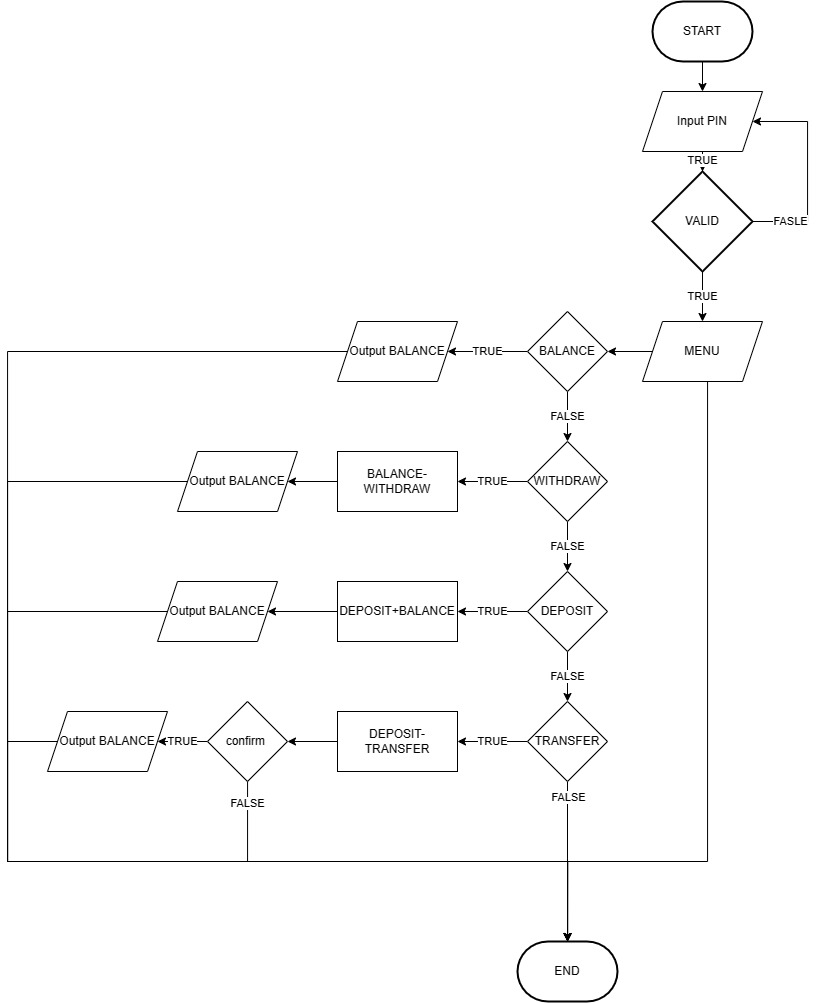 START
Input PIN
TRUE
VALID
FASLE
TRUE
Output BALANCE
TRUE
BALANCE
MENU
FALSE
Output BALANCE
BALANCE-
WITHDRAW
TRUE
WITHDRAW
FALSE
Output BALANCE
DEPOSIT+BALANCE
TRUE
DEPOSIT
FALSE
Output BALANCE
TRUE
confirm
DEPOSIT-
TRANSFER
TRUE
TRANSFER
FALSE
FALSE
END